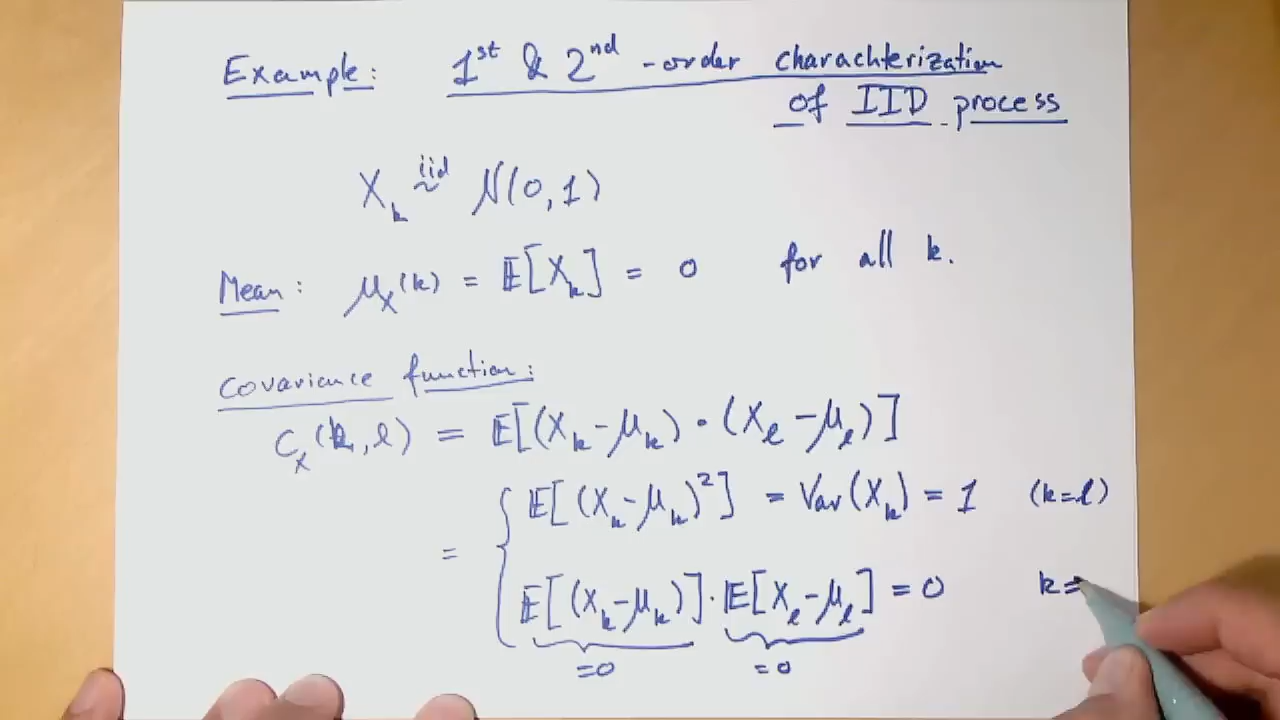 Example: 1st & 2nd -order charachterization
of IID process
X_k iid ~ N(0,1)
Mean: μ_X(k) = E[X_k] = 0 for all k.
Covariance function:
C_X(k,l) = E[(X_k-μ_k)·(X_l-μ_l)]
= { E[(X_k-μ_k)²] = Var(X_k) = 1 (k=l)
E[(X_k-μ_k)]·E[X_l-μ_l] = 0 k=
=0 =0